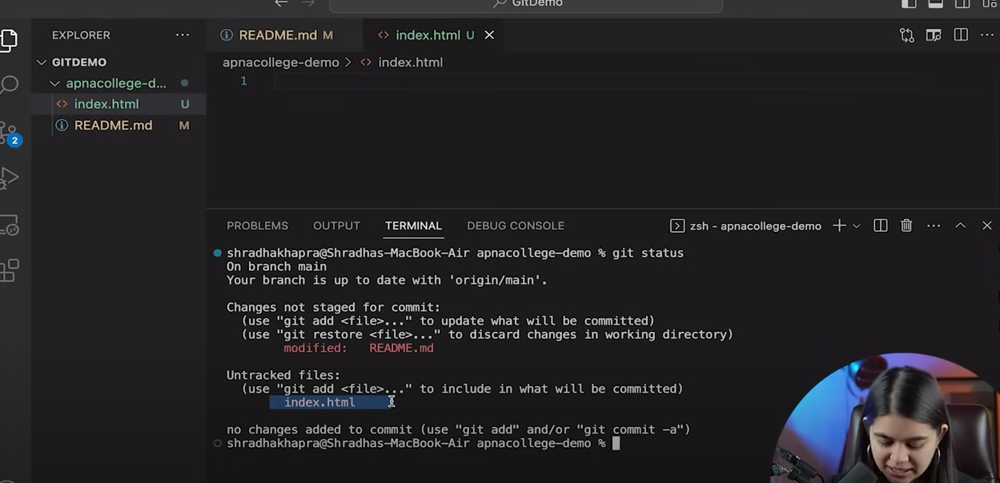 GitDemo
EXPLORER ...
README.md M
index.html U
GITDEMO
apnacollege-d...
index.html U
README.md M
2
apnacollege-demo > index.html
1
PROBLEMS OUTPUT TERMINAL DEBUG CONSOLE zsh - apnacollege-demo
shradhakhapra@Shradhas-MacBook-Air apnacollege-demo % git status
On branch main
Your branch is up to date with 'origin/main'.
Changes not staged for commit:
(use "git add <file>..." to update what will be committed)
(use "git restore <file>..." to discard changes in working directory)
modified: README.md
Untracked files:
(use "git add <file>..." to include in what will be committed)
index.html
no changes added to commit (use "git add" and/or "git commit -a")
shradhakhapra@Shradhas-MacBook-Air apnacollege-demo %